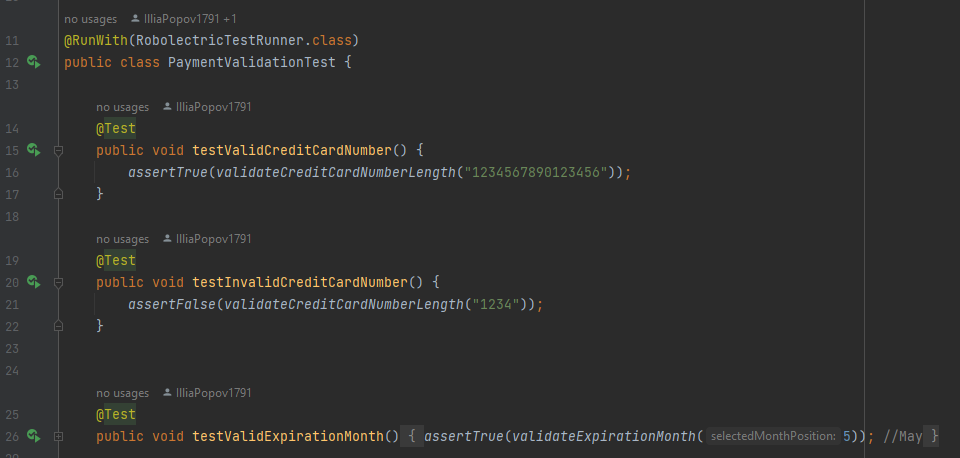 no usages IlliaPopov1791 +1
11 @RunWith(RobolectricTestRunner.class)
12 public class PaymentValidationTest {
13
no usages IlliaPopov1791
14 @Test
15 public void testValidCreditCardNumber() {
16 assertTrue(validateCreditCardNumberLength("1234567890123456"));
17 }
18
no usages IlliaPopov1791
19 @Test
20 public void testInvalidCreditCardNumber() {
21 assertFalse(validateCreditCardNumberLength("1234"));
22 }
23
24
no usages IlliaPopov1791
25 @Test
26 public void testValidExpirationMonth() { assertTrue(validateExpirationMonth( selectedMonthPosition: 5)); //May }